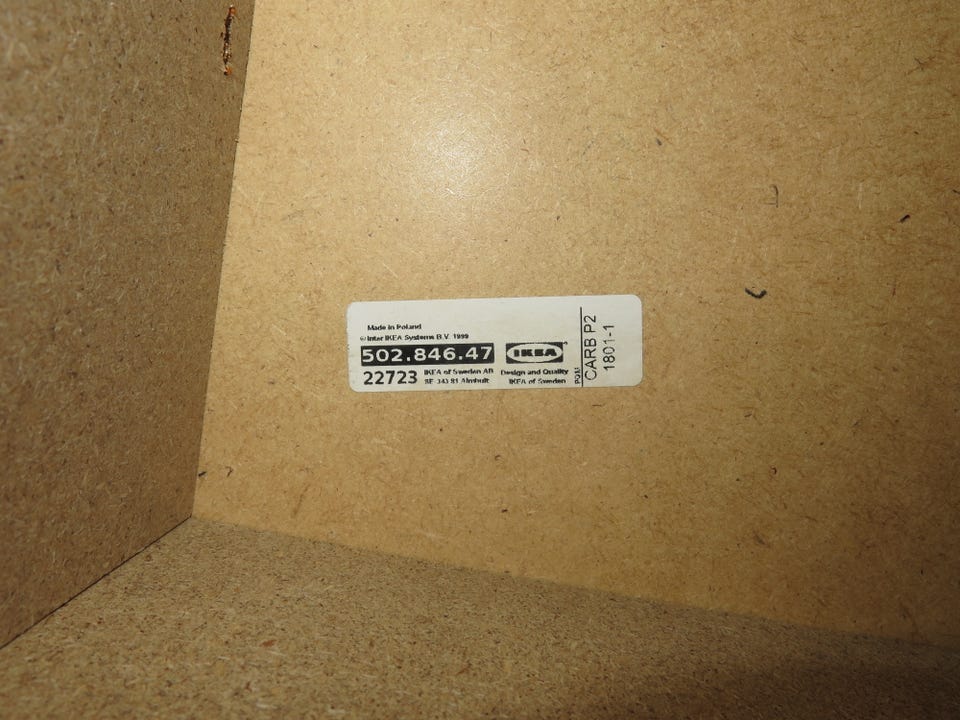 Made in Poland
© Inter IKEA Systems B.V. 1999
502.846.47
22723
IKEA of Sweden AB
SE-343 81 Älmhult
IKEA
®
Design and Quality
IKEA of Sweden
CARB P2
1801-1